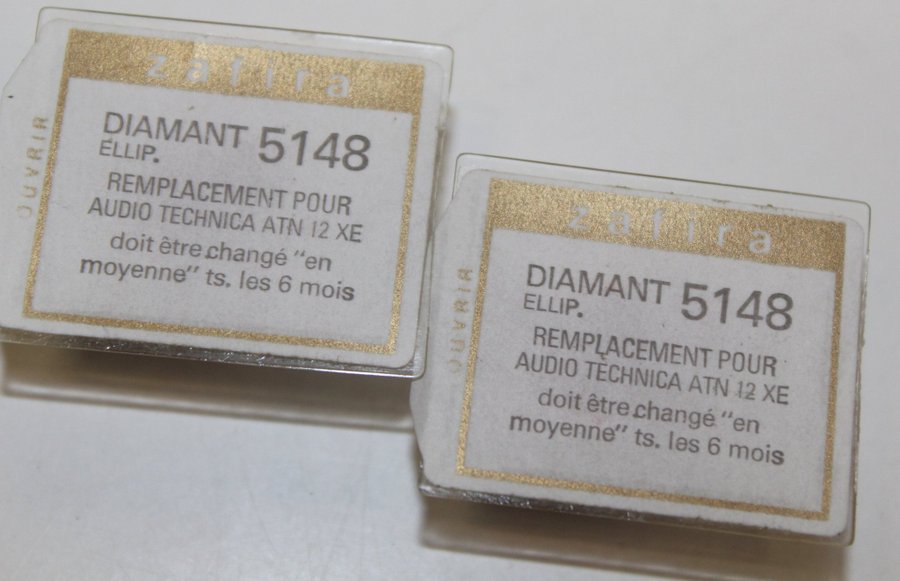 zafira
OUVRIR
DIAMANT 5148
ELLIP.
REMPLACEMENT POUR
AUDIO TECHNICA ATN 12 XE
doit être changé "en
moyenne" ts. les 6 mois
zafira
OUVRIR
DIAMANT 5148
ELLIP.
REMPLACEMENT POUR
AUDIO TECHNICA ATN 12 XE
doit être changé "en
moyenne" ts. les 6 mois